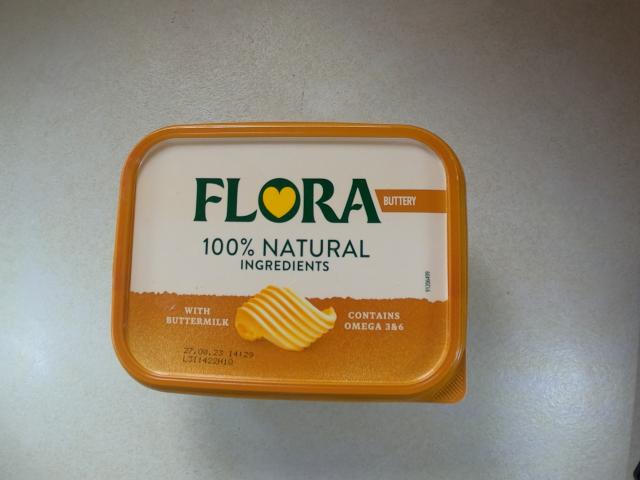 FLORA
BUTTERY
100% NATURAL
INGREDIENTS
WITH
BUTTERMILK
CONTAINS
OMEGA 3&6
27.08.23 14:29